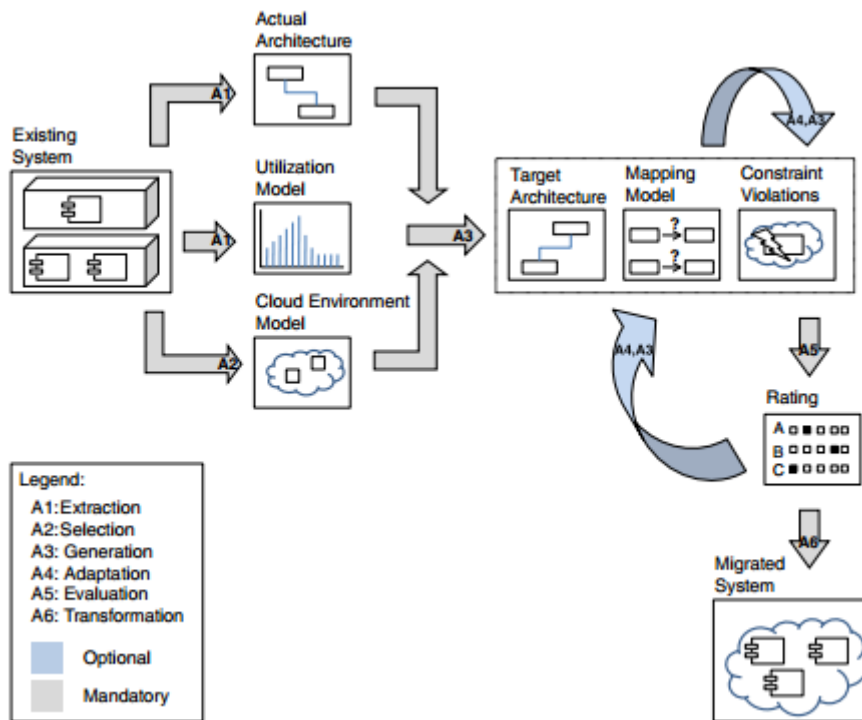 Actual
Architecture
A1
A4,A3
Existing
System
Utilization
Model
Target
Architecture
Mapping
Model
Constraint
Violations
A1
A3
?
?
Cloud Environment
Model
A2
A4,A3
A5
Rating
A
B
C
Legend:
A1:Extraction
A2:Selection
A3: Generation
A4: Adaptation
A5: Evaluation
A6: Transformation
Optional
Mandatory
A6
Migrated
System